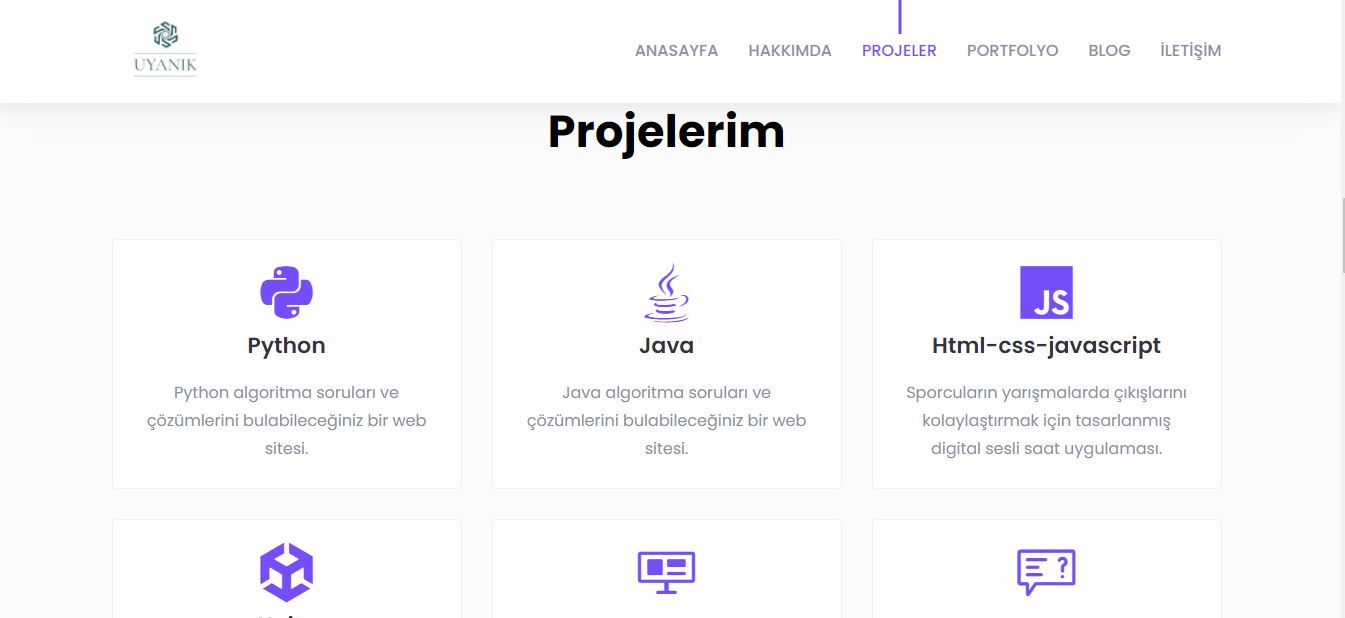 UYANIK
ANASAYFA HAKKIMDA PROJELER PORTFOLYO BLOG İLETİŞİM
Projelerim
JS
Python
Python algoritma soruları ve
çözümlerini bulabileceğiniz bir web
sitesi.
Java
Java algoritma soruları ve
çözümlerini bulabileceğiniz bir web
sitesi.
Html-css-javascript
Sporcuların yarışmalarda çıkışlarını
kolaylaştırmak için tasarlanmış
digital sesli saat uygulaması.
?